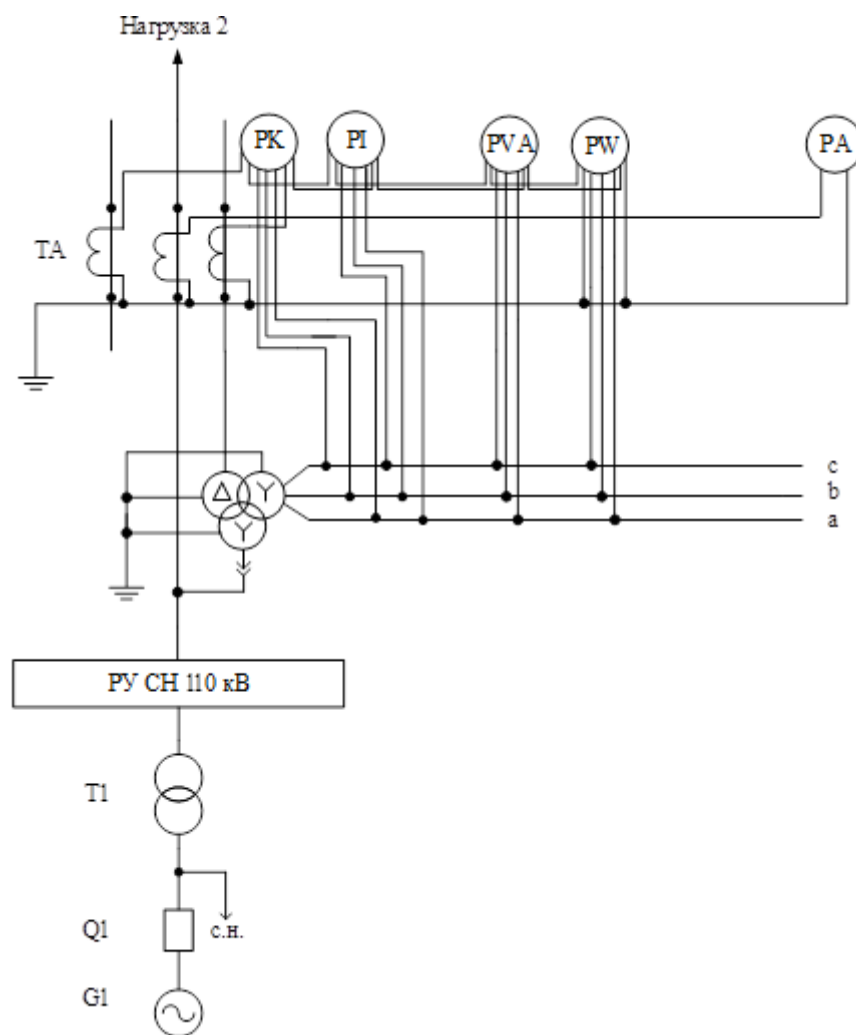 Нагрузка 2
PK PI PVA PW PA
TA
c
b
a
РУ СН 110 кВ
T1
Q1 с.н.
G1